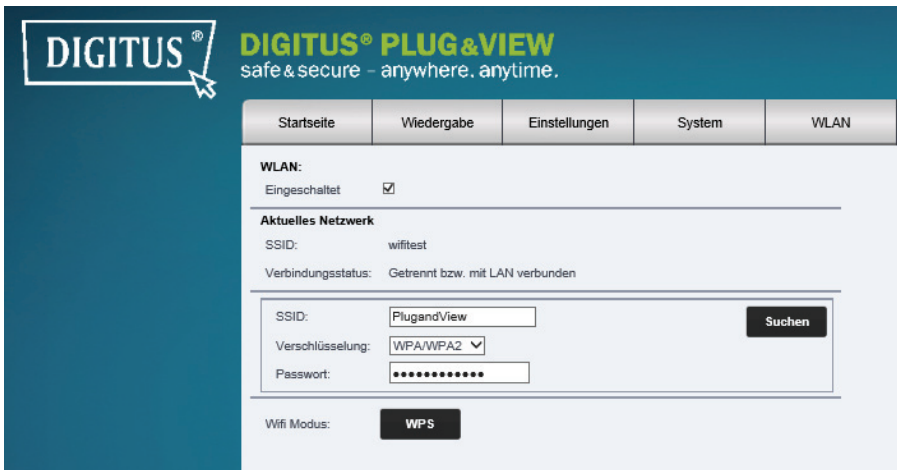 DIGITUS®
DIGITUS® PLUG&VIEW
safe & secure – anywhere. anytime.
Startseite Wiedergabe Einstellungen System WLAN
WLAN:
Eingeschaltet
Aktuelles Netzwerk
SSID: wifitest
Verbindungsstatus: Getrennt bzw. mit LAN verbunden
SSID: PlugandView Suchen
Verschlüsselung: WPA/WPA2
Passwort: ••••••••••••
Wifi Modus: WPS